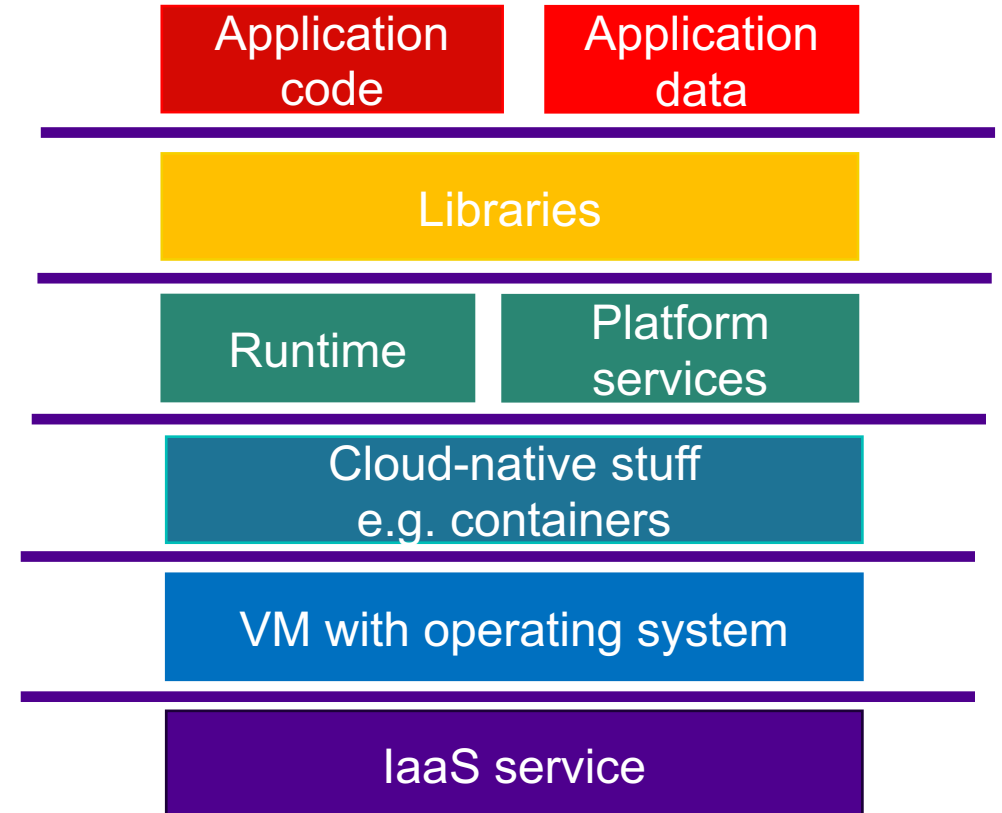 Application
code
Application
data
Libraries
Runtime
Platform
services
Cloud-native stuff
e.g. containers
VM with operating system
IaaS service